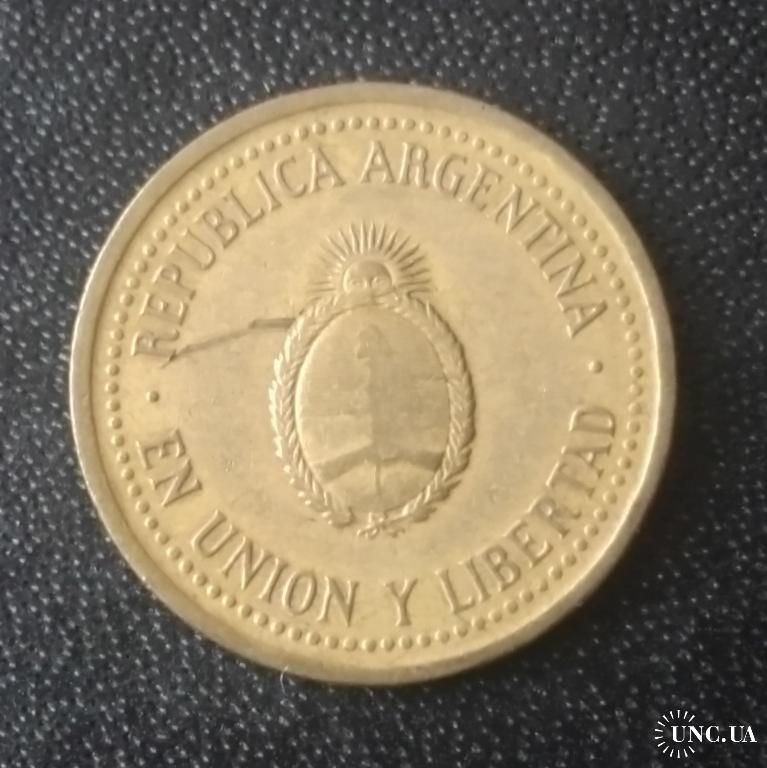 REPUBLICA ARGENTINA
· EN UNION Y LIBERTAD ·
UNC.UA